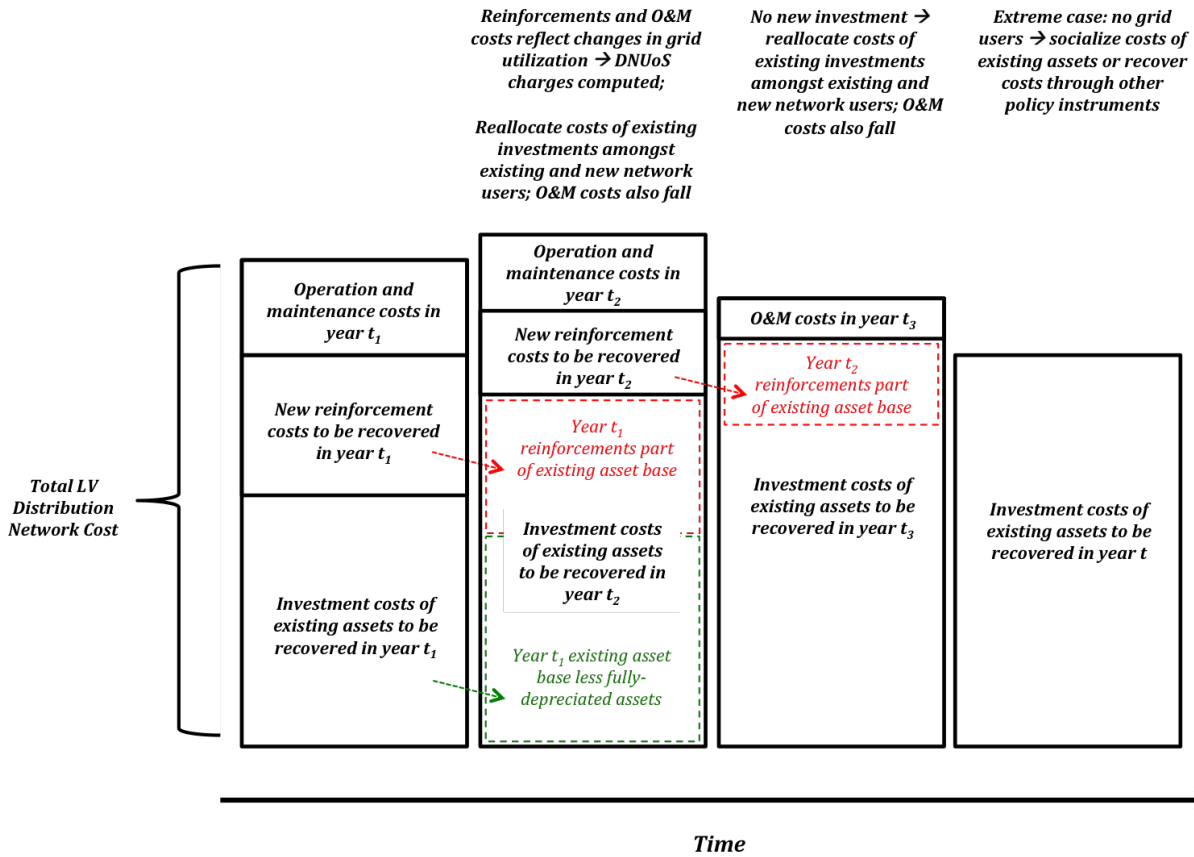 Reinforcements and O&M
costs reflect changes in grid
utilization → DNUoS
charges computed;
Reallocate costs of existing
investments amongst
existing and new network
users; O&M costs also fall
No new investment →
reallocate costs of
existing investments
amongst existing and
new network users; O&M
costs also fall
Extreme case: no grid
users → socialize costs of
existing assets or recover
costs through other
policy instruments
Total LV
Distribution
Network Cost
Operation and
maintenance costs in
year t₁
New reinforcement
costs to be recovered
in year t₁
Investment costs of
existing assets to be
recovered in year t₁
Operation and
maintenance costs in
year t₂
New reinforcement
costs to be recovered
in year t₂
Year t₁
reinforcements part
of existing asset base
Investment costs
of existing assets
to be recovered in
year t₂
Year t₁ existing asset
base less fully-
depreciated assets
O&M costs in year t₃
Year t₂
reinforcements part
of existing asset base
Investment costs of
existing assets to be
recovered in year t₃
Investment costs of
existing assets to be
recovered in year t
Time